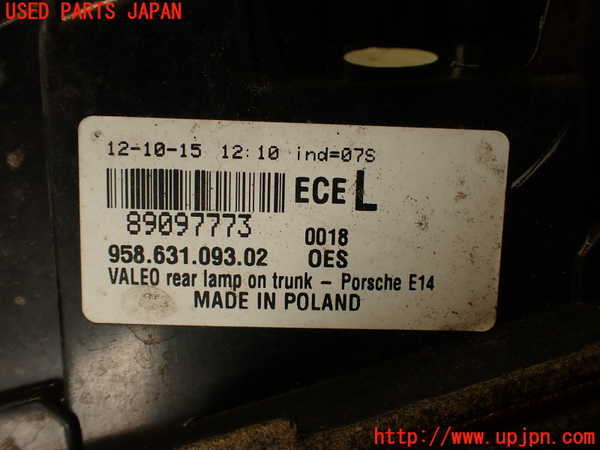 USED PARTS JAPAN
12-10-15 12:10 ind=07S
ECE L
89097773
0018
958.631.093.02 OES
VALEO rear lamp on trunk - Porsche E14
MADE IN POLAND
http://www.upjpn.com